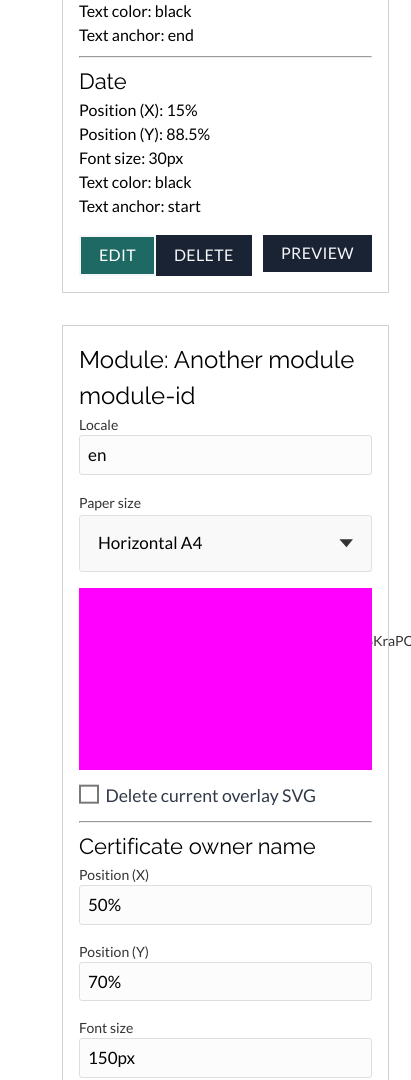 Text color: black
Text anchor: end
Date
Position (X): 15%
Position (Y): 88.5%
Font size: 30px
Text color: black
Text anchor: start
EDIT DELETE PREVIEW
Module: Another module
module-id
Locale
en
Paper size
Horizontal A4
Delete current overlay SVG
Certificate owner name
Position (X)
50%
Position (Y)
70%
Font size
150px